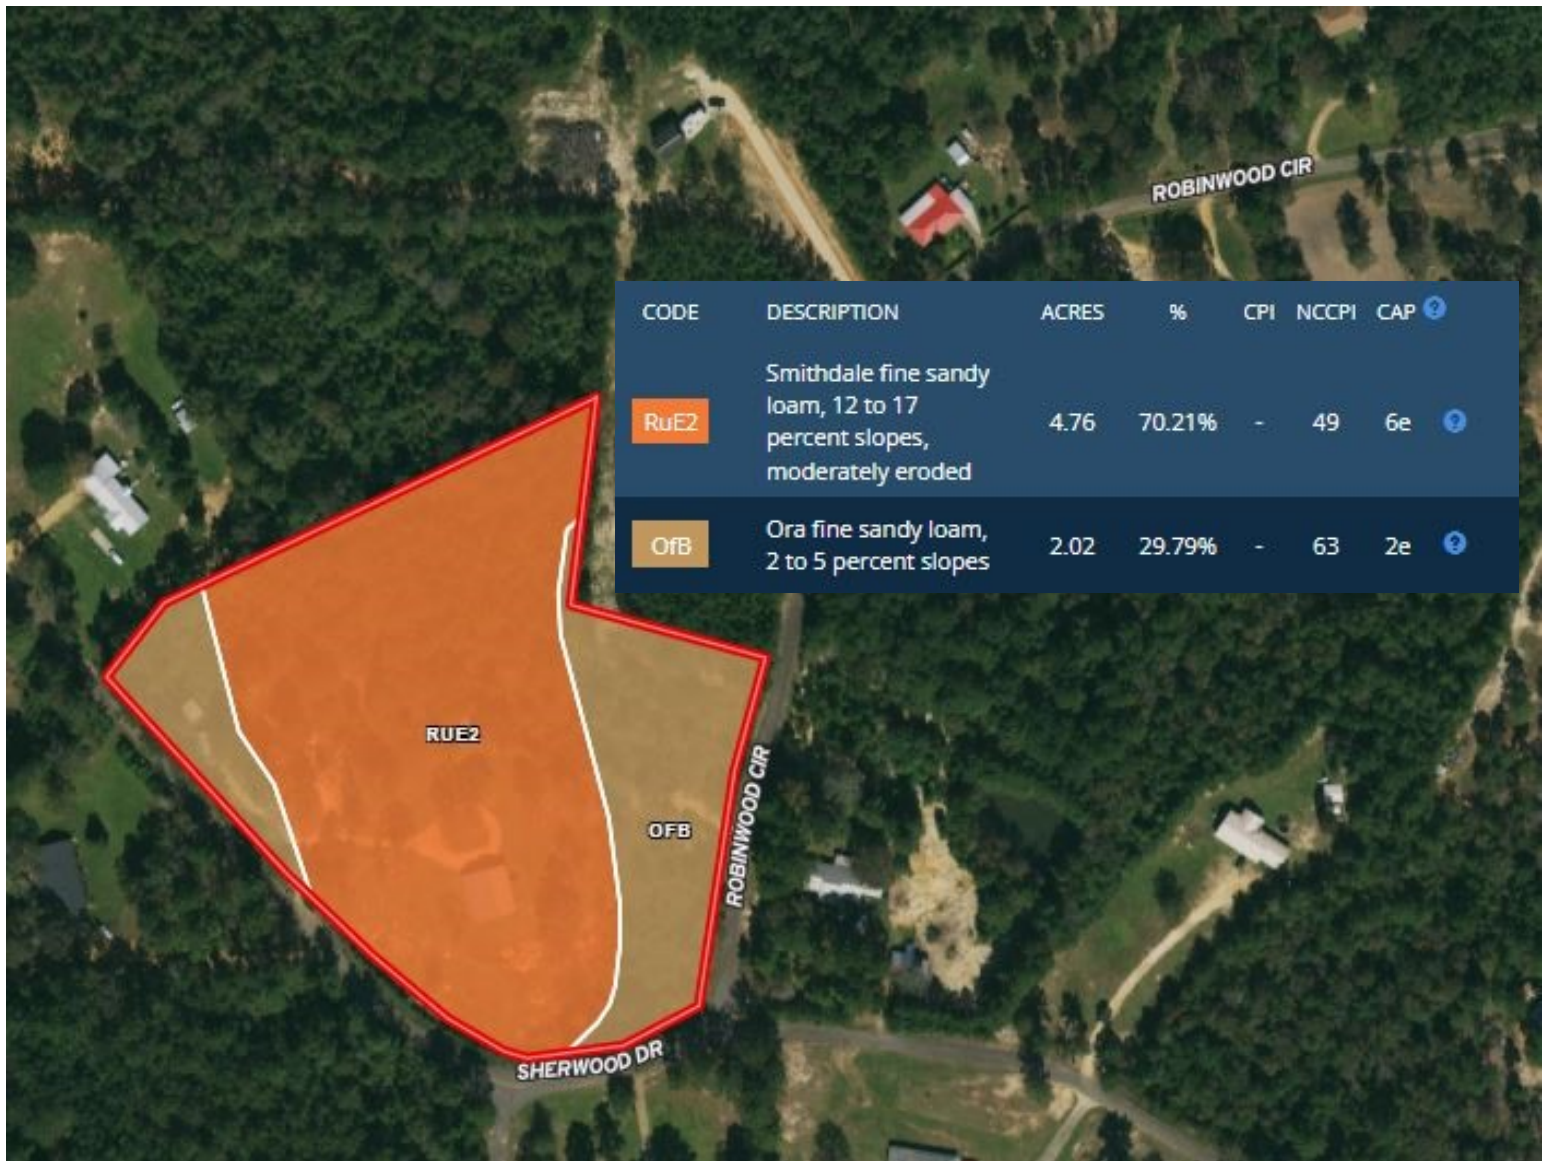 ROBINWOOD CIR
CODE DESCRIPTION ACRES % CPI NCCPI CAP ?
Smithdale fine sandy
loam, 12 to 17
RuE2 4.76 70.21% - 49 6e ?
percent slopes,
moderately eroded
Ora fine sandy loam,
OfB 2.02 29.79% - 63 2e ?
2 to 5 percent slopes
RUE2
OFB
ROBINWOOD CIR
SHERWOOD DR